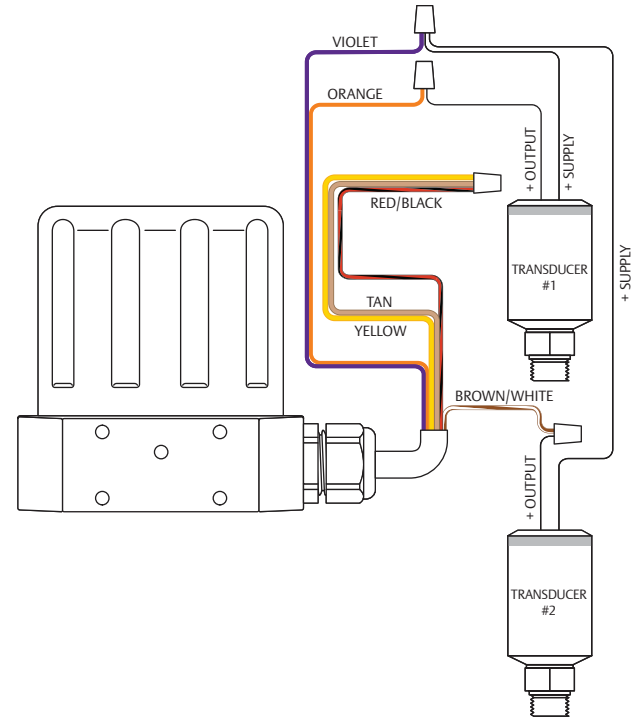 VIOLET
ORANGE
+ OUTPUT
+ SUPPLY
RED/BLACK
TRANSDUCER
#1
+ SUPPLY
TAN
YELLOW
BROWN/WHITE
+ OUTPUT
TRANSDUCER
#2